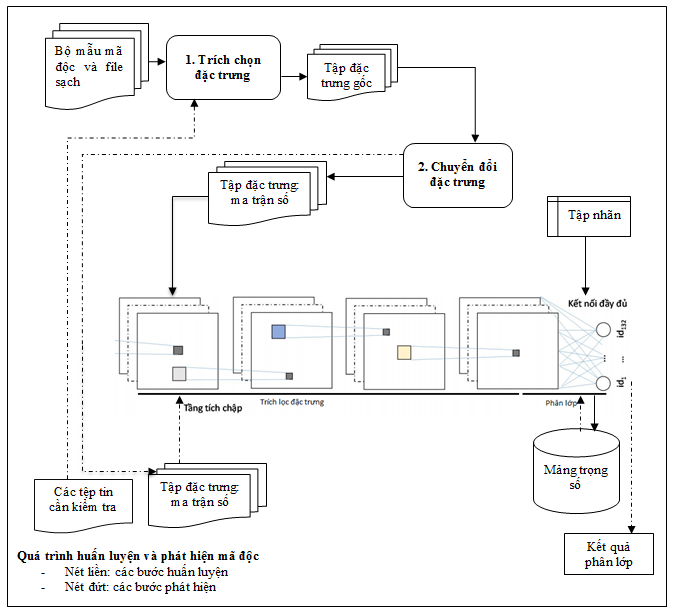 Bộ mẫu mã
độc và file
sạch
1. Trích chọn
đặc trưng
Tập đặc
trưng gốc
2. Chuyển đổi
đặc trưng
Tập đặc trưng:
ma trận số
Tập nhãn
Kết nối đầy đủ
id132
...
...
id1
Tầng tích chập
Trích lọc đặc trưng
Phân lớp
Mảng trọng
số
Các tệp tin
cần kiểm tra
Tập đặc trưng:
ma trận số
Kết quả
phân lớp
Quá trình huấn luyện và phát hiện mã độc
- Nét liền: các bước huấn luyện
- Nét đứt: các bước phát hiện